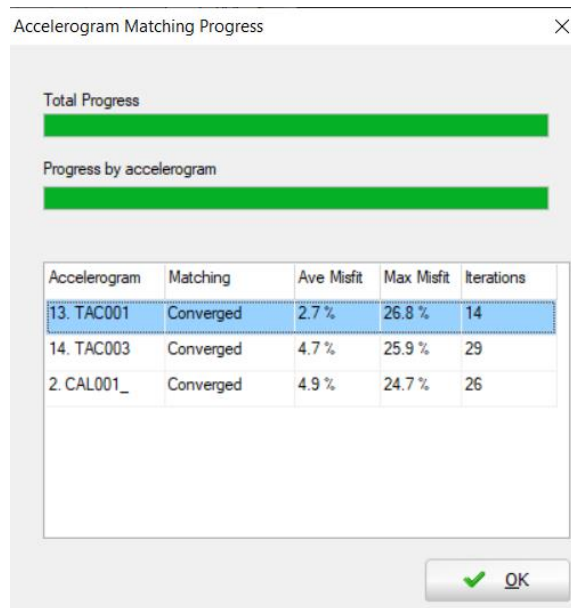 Accelerogram Matching Progress
Total Progress
Progress by accelerogram
Accelerogram Matching Ave Misfit Max Misfit Iterations
13. TAC001 Converged 2.7 % 26.8 % 14
14. TAC003 Converged 4.7 % 25.9 % 29
2. CAL001_ Converged 4.9 % 24.7 % 26
OK